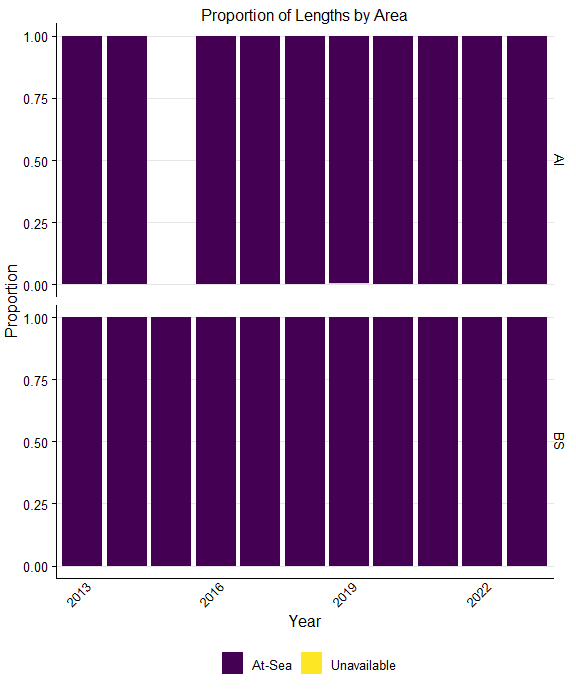 Proportion of Lengths by Area
1.00
0.75
0.50
0.25
0.00
AI
Proportion
1.00
0.75
0.50
0.25
0.00
BS
2013
2016
2019
2022
Year
At-Sea
Unavailable